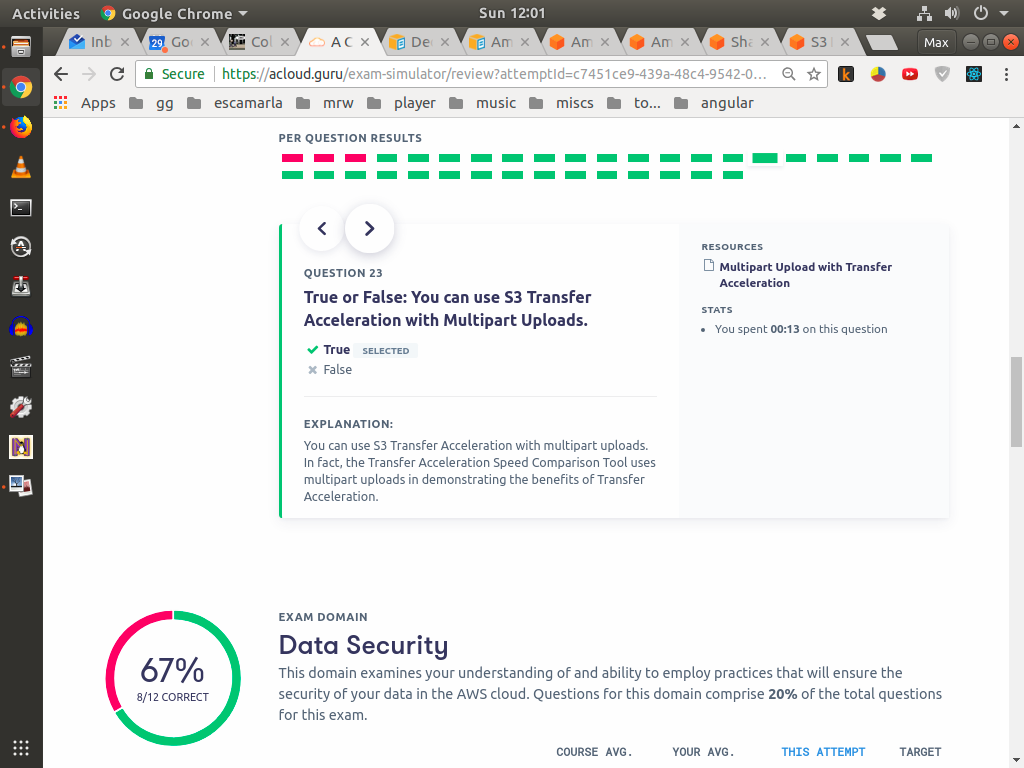 Activities Google Chrome Sun 12:01
Inb Go Col A C De Am Am Am Sha S3 Max
Secure https://acloud.guru/exam-simulator/review?attemptId=c7451ce9-439a-48c4-9542-0...
Apps gg escamarla mrw player music miscs to... angular
PER QUESTION RESULTS
QUESTION 23
True or False: You can use S3 Transfer
Acceleration with Multipart Uploads.
True SELECTED
False
EXPLANATION:
You can use S3 Transfer Acceleration with multipart uploads.
In fact, the Transfer Acceleration Speed Comparison Tool uses
multipart uploads in demonstrating the benefits of Transfer
Acceleration.
RESOURCES
Multipart Upload with Transfer
Acceleration
STATS
You spent 00:13 on this question
67%
8/12 CORRECT
EXAM DOMAIN
Data Security
This domain examines your understanding of and ability to employ practices that will ensure the
security of your data in the AWS cloud. Questions for this domain comprise 20% of the total questions
for this exam.
COURSE AVG. YOUR AVG. THIS ATTEMPT TARGET